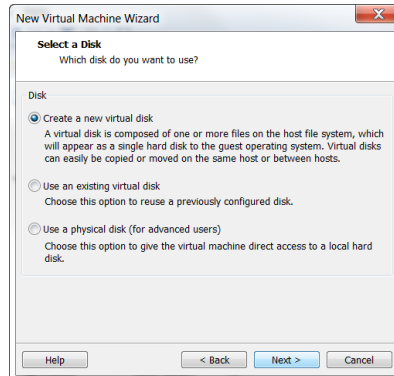 New Virtual Machine Wizard
Select a Disk
Which disk do you want to use?
Disk
Create a new virtual disk
A virtual disk is composed of one or more files on the host file system, which
will appear as a single hard disk to the guest operating system. Virtual disks
can easily be copied or moved on the same host or between hosts.
Use an existing virtual disk
Choose this option to reuse a previously configured disk.
Use a physical disk (for advanced users)
Choose this option to give the virtual machine direct access to a local hard
disk.
Help
< Back
Next >
Cancel